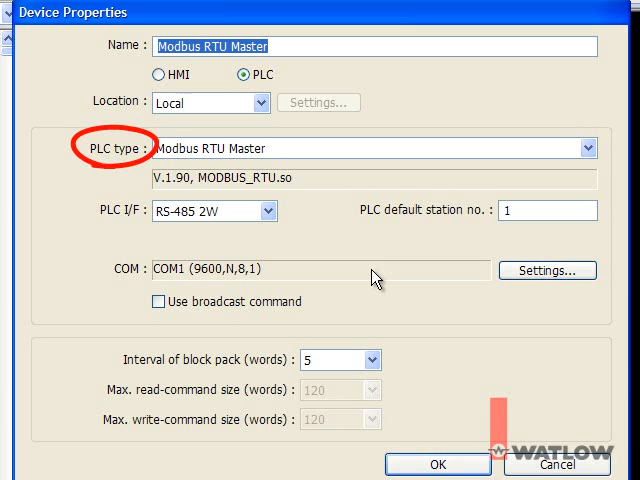 Device Properties
Name : Modbus RTU Master
HMI PLC
Location : Local Settings...
PLC type : Modbus RTU Master
V.1.90, MODBUS_RTU.so
PLC I/F : RS-485 2W PLC default station no. : 1
COM : COM1 (9600,N,8,1) Settings...
Use broadcast command
Interval of block pack (words) : 5
Max. read-command size (words) : 120
Max. write-command size (words) : 120
WATLOW
OK Cancel